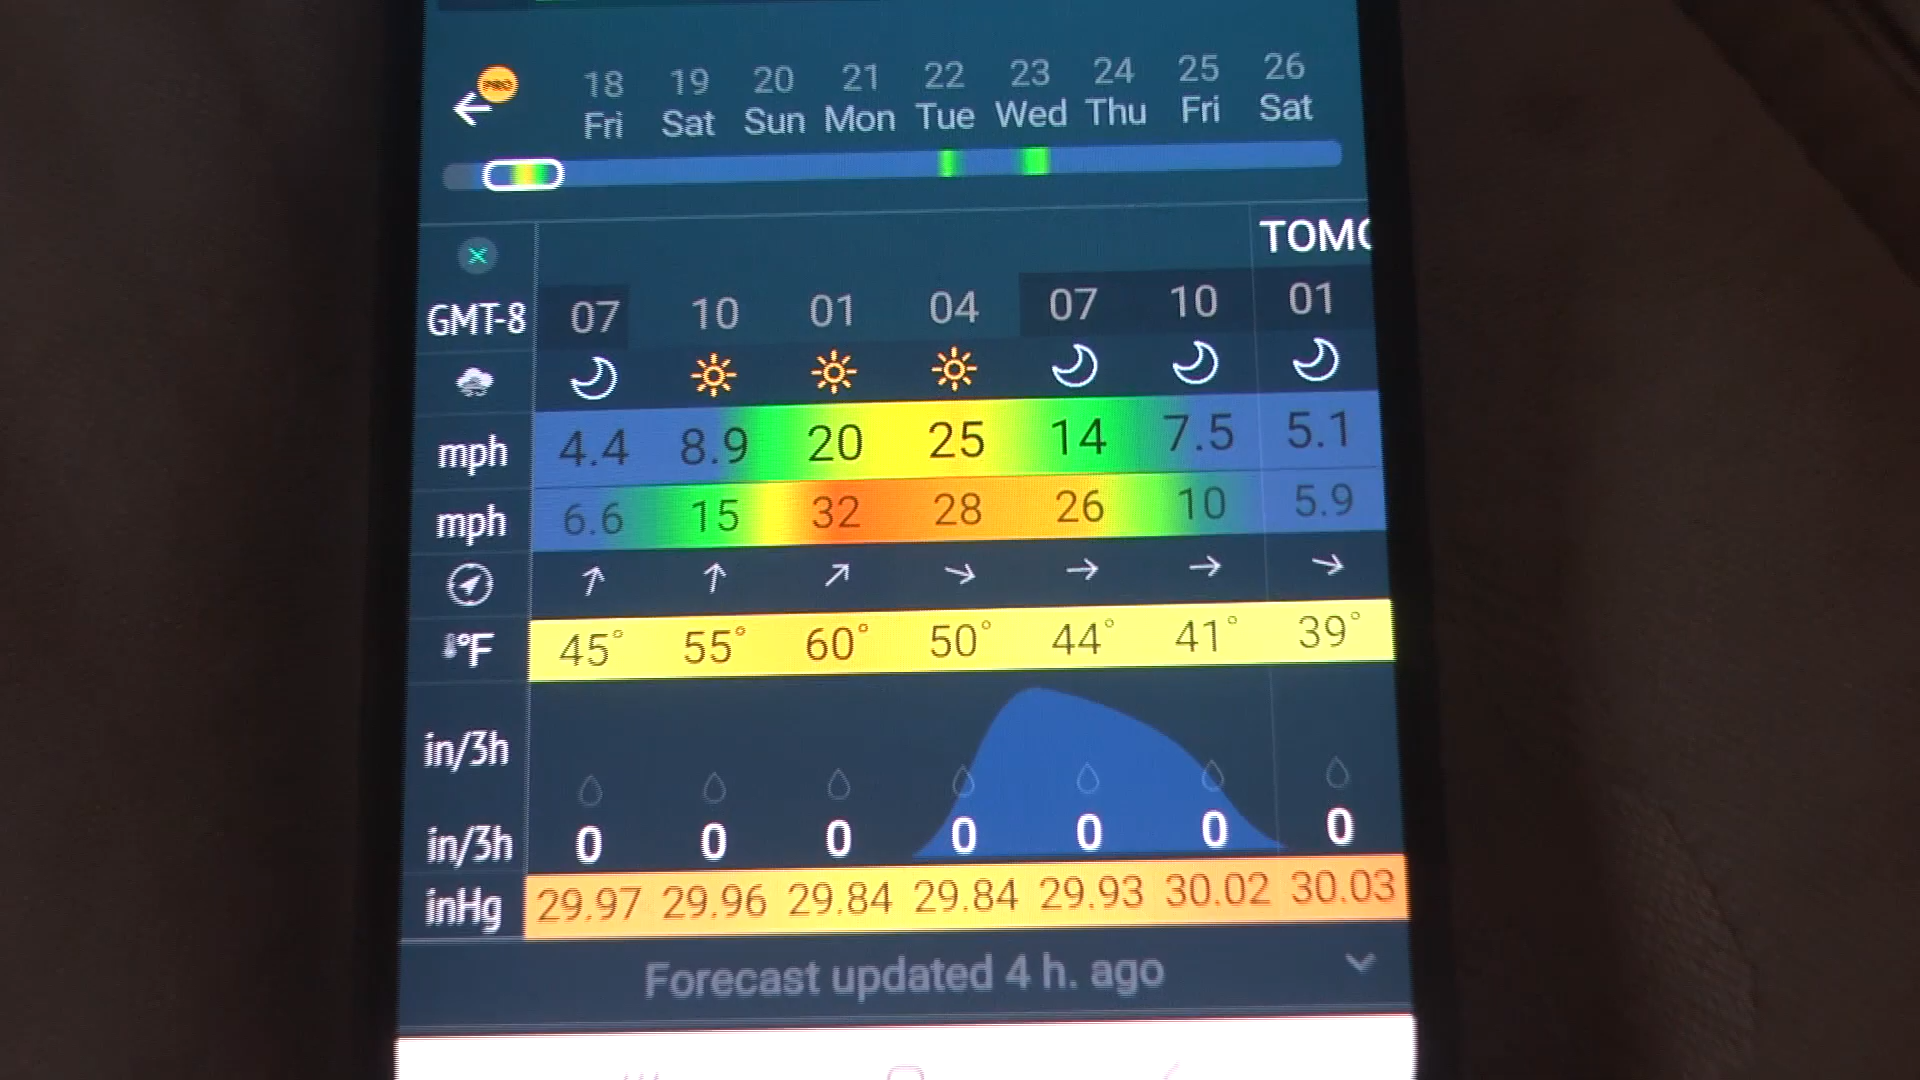 PRO
18 19 20 21 22 23 24 25 26
Fri Sat Sun Mon Tue Wed Thu Fri Sat
GMT-8 07 10 01 04 07 10 01
mph 4.4 8.9 20 25 14 7.5 5.1
mph 6.6 15 32 28 26 10 5.9
°F 45° 55° 60° 50° 44° 41° 39°
in/3h
in/3h 0 0 0 0 0 0 0
inHg 29.97 29.96 29.84 29.84 29.93 30.02 30.03
Forecast updated 4 h. ago